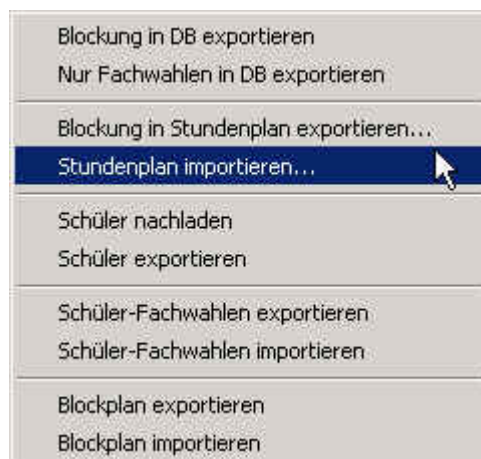 Blockung in DB exportieren
Nur Fachwahlen in DB exportieren
Blockung in Stundenplan exportieren...
Stundenplan importieren...
Schüler nachladen
Schüler exportieren
Schüler-Fachwahlen exportieren
Schüler-Fachwahlen importieren
Blockplan exportieren
Blockplan importieren